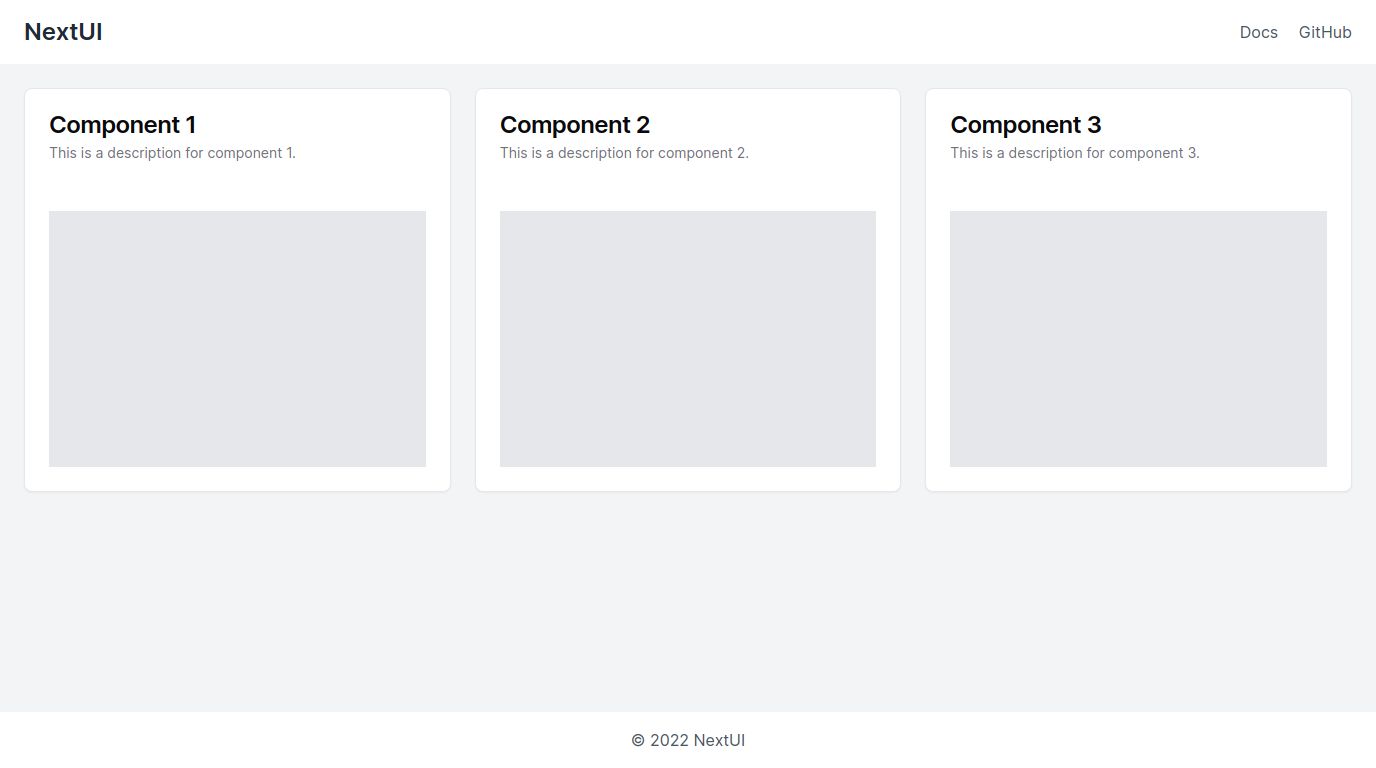 NextUI
Docs GitHub
Component 1
This is a description for component 1.
Component 2
This is a description for component 2.
Component 3
This is a description for component 3.
© 2022 NextUI